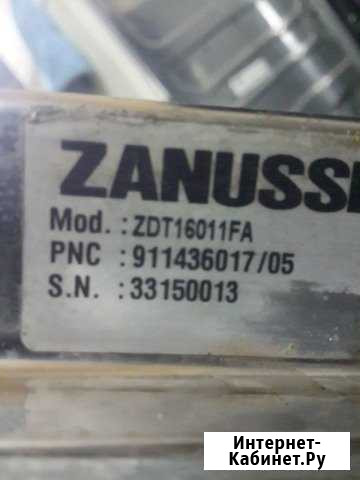 ZANUSSI
Mod. : ZDT16011FA
PNC : 911436017/05
S.N. : 33150013
Интернет-
Кабинет.Ру